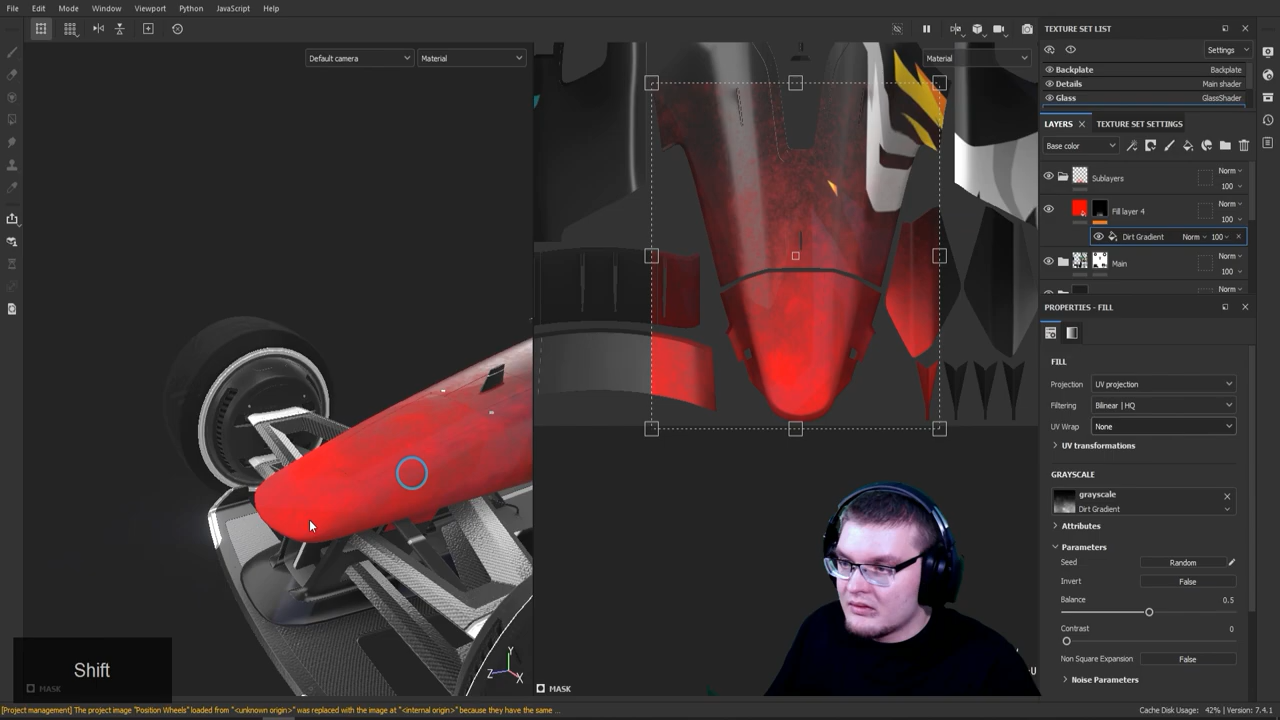 File Edit Mode Window Viewport Python JavaScript Help
Default camera
Material
Material
TEXTURE SET LIST
Settings
Backplate Backplate
Details Main shader
Glass GlassShader
LAYERS TEXTURE SET SETTINGS
Base color
Sublayers
Norm
100
Fill layer 4
Norm
100
Dirt Gradient Norm 100
Main
Norm
100
Norm
PROPERTIES - FILL
FILL
Projection UV projection
Filtering Bilinear | HQ
UV Wrap None
UV transformations
GRAYSCALE
grayscale
Dirt Gradient
Attributes
Parameters
Seed Random
Invert False
Balance 0.5
Contrast 0
Non Square Expansion False
Noise Parameters
Shift
MASK
Y
Z X
MASK
U
[Project management] The project image "Position Wheels" loaded from "<unknown origin>" was replaced with the image at "<internal origin>" because they have the same ...
Cache Disk Usage: 42% | Version: 7.4.1